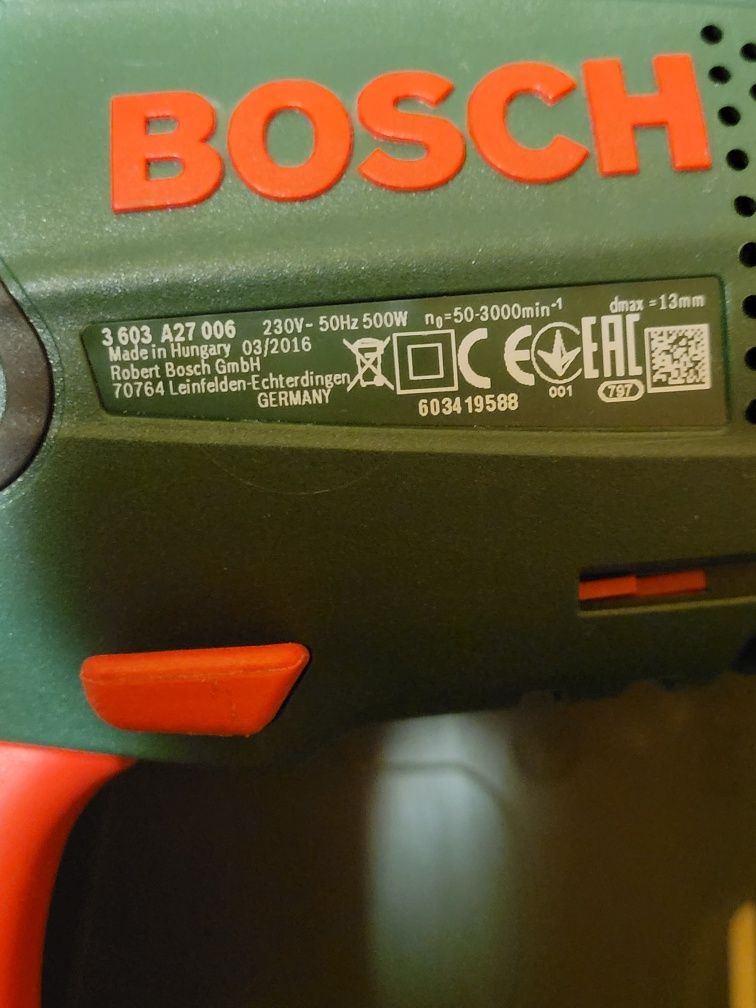 BOSCH
3 603 A27 006 230V~ 50Hz 500W n₀=50-3000min⁻¹ dmax =13mm
Made in Hungary 03/2016
Robert Bosch GmbH
70764 Leinfelden-Echterdingen
GERMANY
CE EAC
001 797
603419588